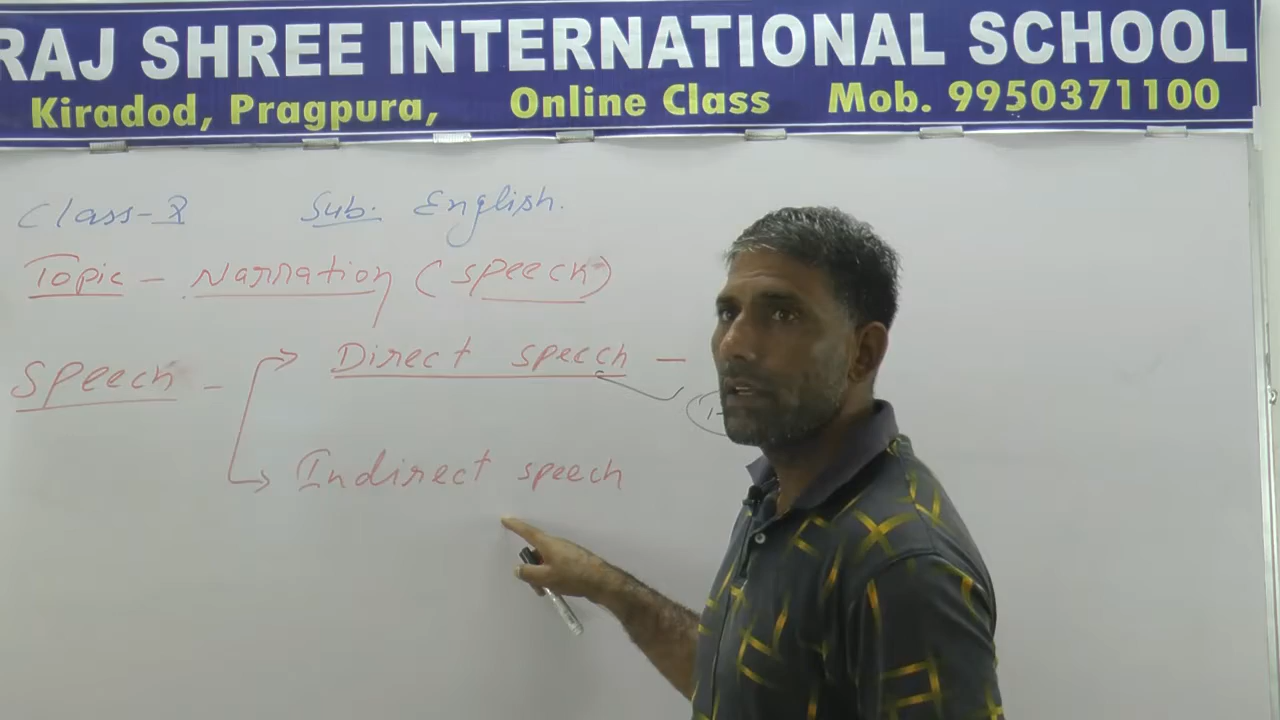 RAJ SHREE INTERNATIONAL SCHOOL
Kiradod, Pragpura, Online Class Mob. 9950371100
Class-X Sub. English.
Topic - Narration (speech)
Speech - Direct speech -
Indirect speech